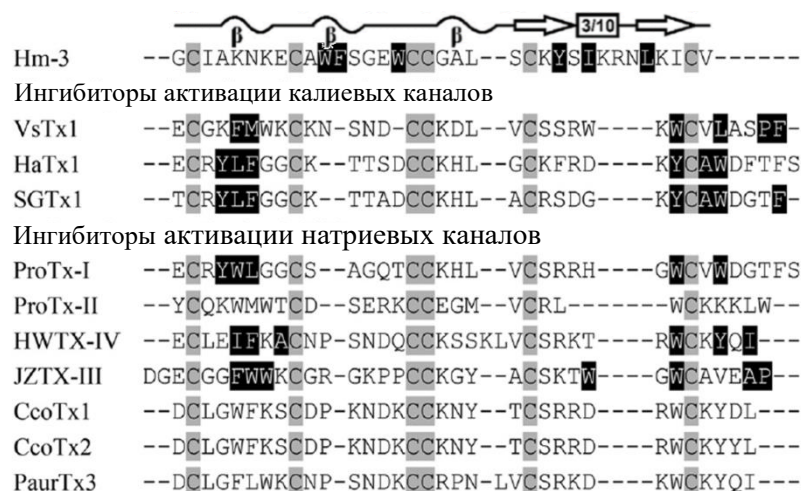 β β β 3/10
Hm-3 --GCIAKNKECAWFSGEWCCGAL--SCKYSIKRNLKICV------
Ингибиторы активации калиевых каналов
VsTx1 --ECGKFMWKCKN-SND-CCKDL--VCSSRW----KWCVLASPF-
HaTx1 --ECRYLFGGCK--TTSDCCKHL--GCKFRD----KYCAWDFTFS
SGTx1 --TCRYLFGGCK--TTADCCKHL--ACRSDG----KYCAWDGTF-
Ингибиторы активации натриевых каналов
ProTx-I --ECRYWLGGCS--AGQTCCKHL--VCSRRH----GWCVWDGTFS
ProTx-II --YCQKWMWTCD--SERKCCEGM--VCRL-------WCKKKLW--
HWTX-IV --ECLEIFKACNP-SNDQCCKSSKLVCSRKT----RWCKYQI---
JZTX-III DGECGGFWWKCGR-GKPPCCKGY--ACSKTW----GWCAVEAP--
CcoTx1 --DCLGWFKSCDP-KNDKCCKNY--TCSRRD----RWCKYDL---
CcoTx2 --DCLGWFKSCDP-KNDKCCKNY--TCSRRD----RWCKYYL---
PaurTx3 --DCLGFLWKCNP-SNDKCCRPN-LVCSRKD----KWCKYQI---